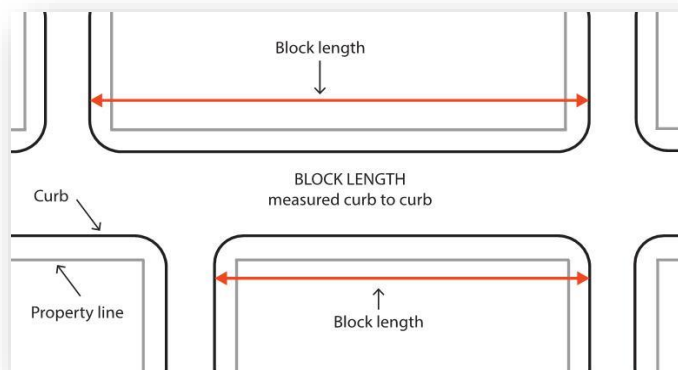 Block length
BLOCK LENGTH
measured curb to curb
Curb
Property line
Block length